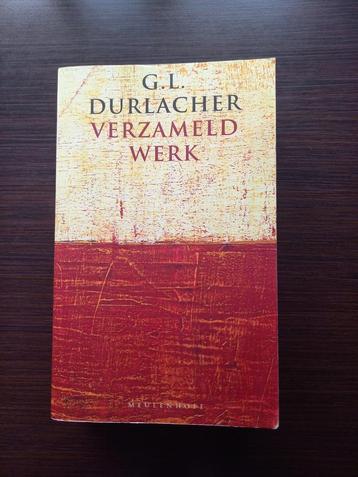 G.L.
DURLACHER
VERZAMELD
WERK
MEULENHOFF